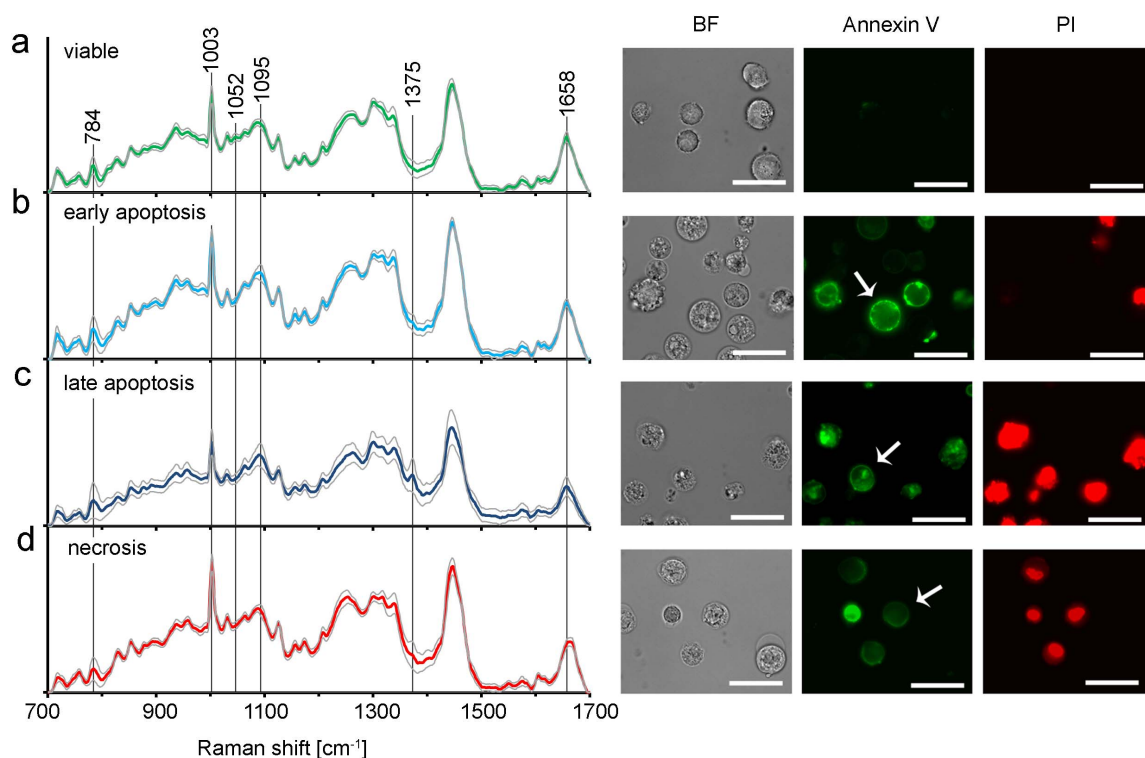 BF Annexin V PI
a viable
784
1003
1052
1095
1375
1658
b early apoptosis
c late apoptosis
d necrosis
700 900 1100 1300 1500 1700
Raman shift [cm⁻¹]